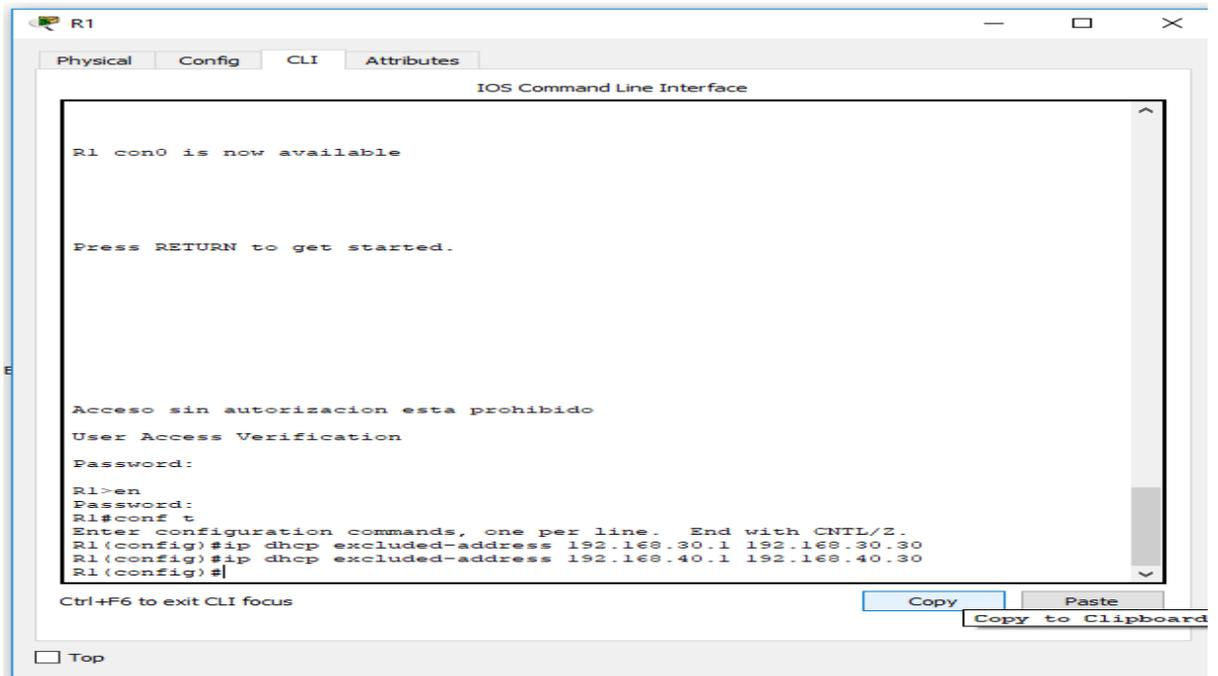 R1
Physical Config CLI Attributes
IOS Command Line Interface
R1 con0 is now available
Press RETURN to get started.
Acceso sin autorizacion esta prohibido
User Access Verification
Password:
R1>en
Password:
R1#conf t
Enter configuration commands, one per line. End with CNTL/Z.
R1(config)#ip dhcp excluded-address 192.168.30.1 192.168.30.30
R1(config)#ip dhcp excluded-address 192.168.40.1 192.168.40.30
R1(config)#
Ctrl+F6 to exit CLI focus
Copy Paste
Copy to Clipboard
Top